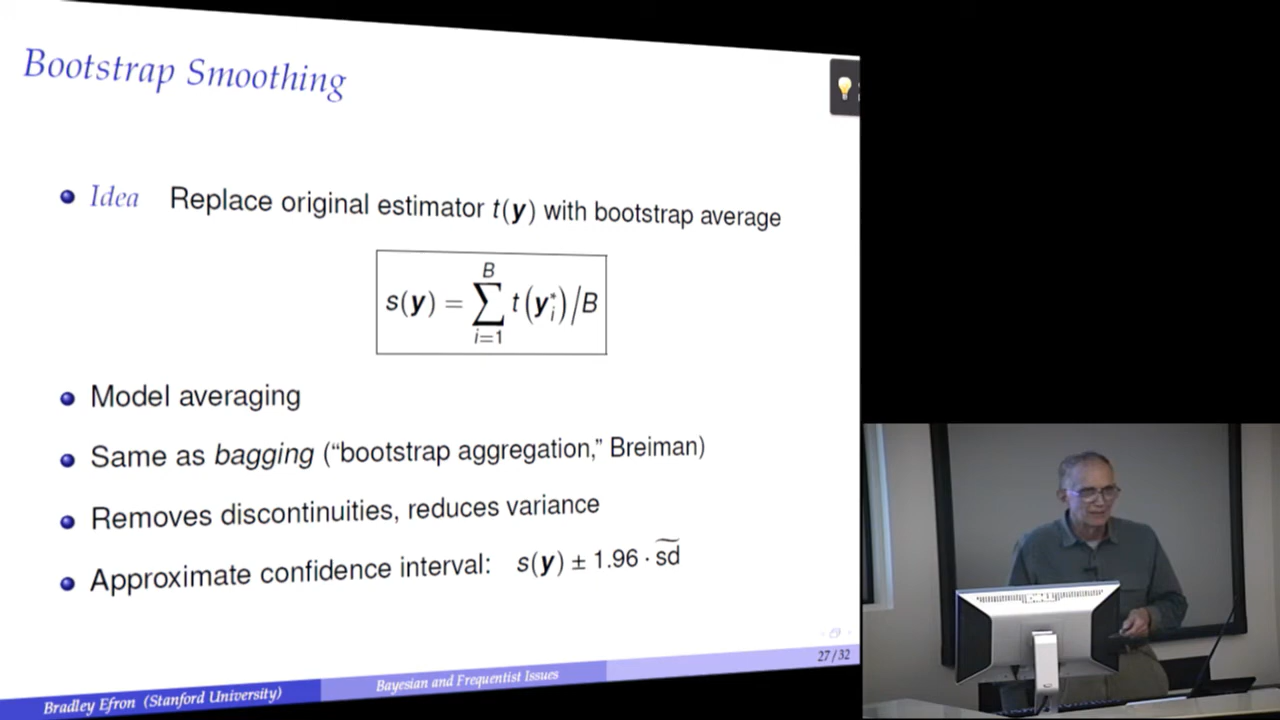 Bootstrap Smoothing
Idea Replace original estimator t(y) with bootstrap average
s(y) = ∑_{i=1}^{B} t(y*_i)/B
Model averaging
Same as bagging (“bootstrap aggregation,” Breiman)
Removes discontinuities, reduces variance
Approximate confidence interval: s(y) ± 1.96 · s̃d
27 / 32
Bradley Efron (Stanford University) Bayesian and Frequentist Issues